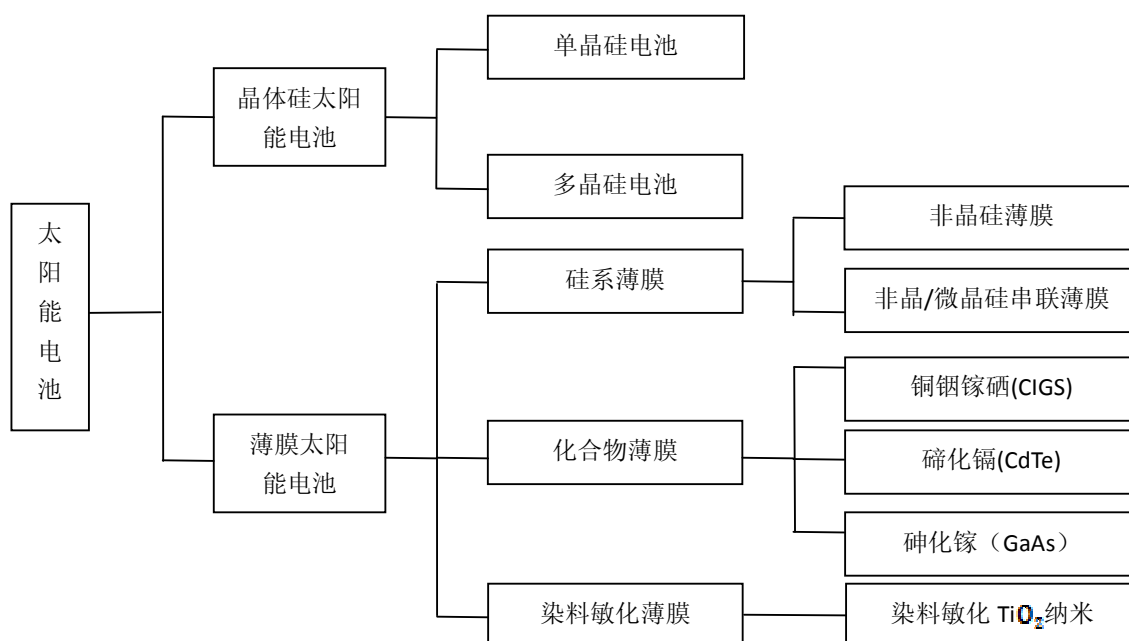 太
阳
能
电
池
晶体硅太阳
能电池
薄膜太阳
能电池
单晶硅电池
多晶硅电池
硅系薄膜
化合物薄膜
染料敏化薄膜
非晶硅薄膜
非晶/微晶硅串联薄膜
铜铟镓硒(CIGS)
碲化镉(CdTe)
砷化镓（GaAs）
染料敏化 TiO₂纳米